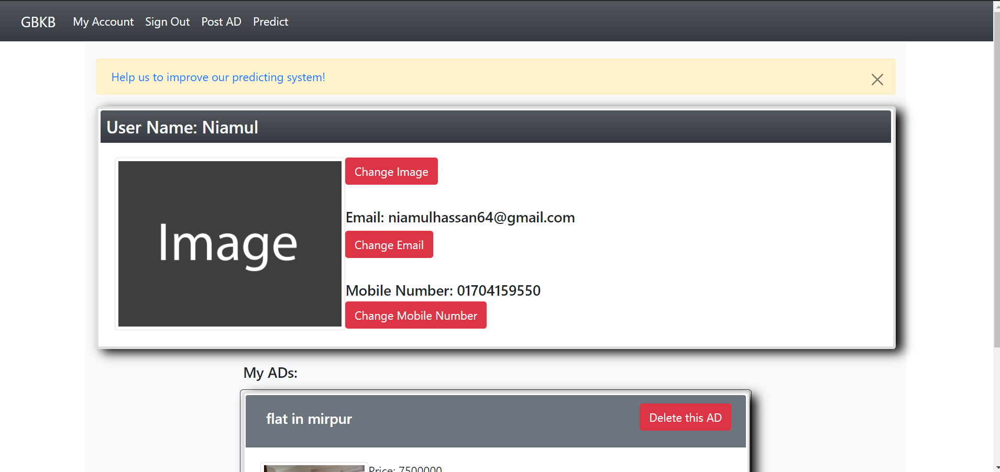 GBKB My Account Sign Out Post AD Predict
Help us to improve our predicting system!
User Name: Niamul
Image
Change Image
Email: niamulhassan64@gmail.com
Change Email
Mobile Number: 01704159550
Change Mobile Number
My ADs:
flat in mirpur
Delete this AD
Price: 7500000